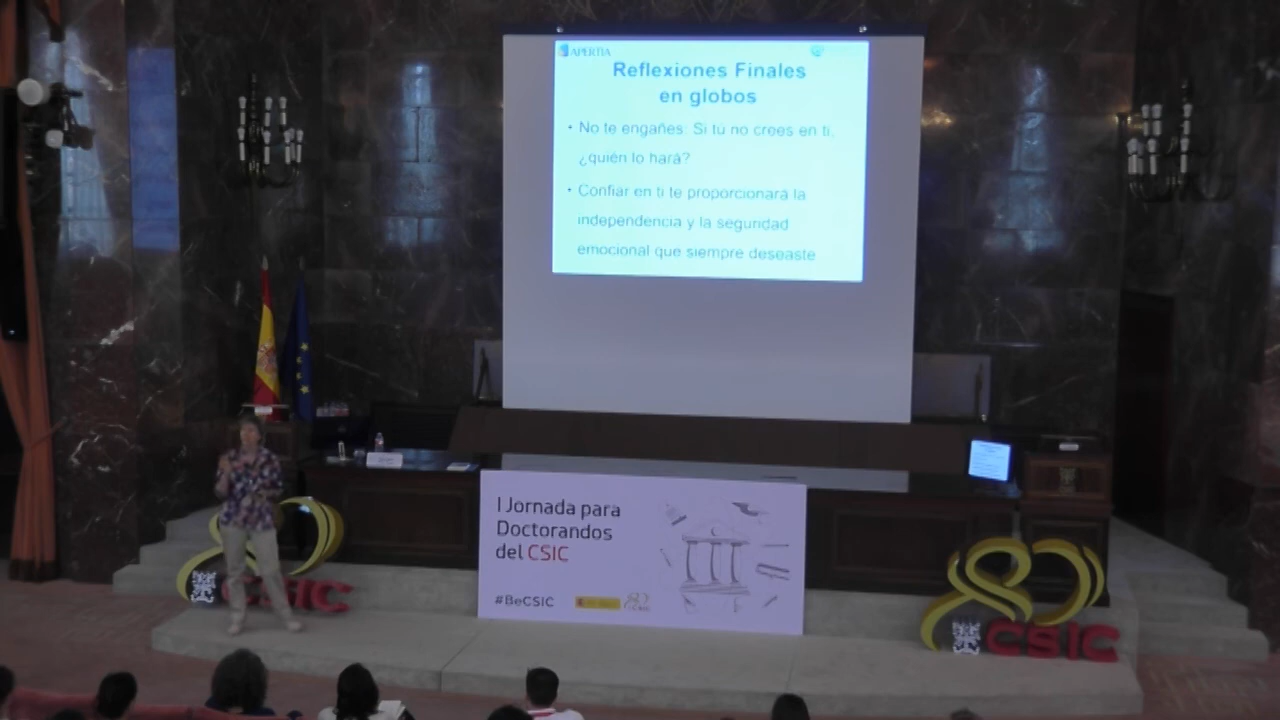 APERTIA
Reflexiones Finales
en globos
• No te engañes: Si tú no crees en ti,
¿quién lo hará?
• Confiar en ti te proporcionará la
independencia y la seguridad
emocional que siempre deseaste
I Jornada para
Doctorandos
del CSIC
#BeCSIC
80
CSIC
80
CSIC